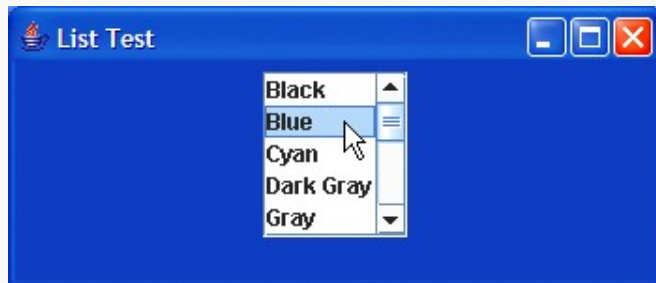 List Test
Black
Blue
Cyan
Dark Gray
Gray